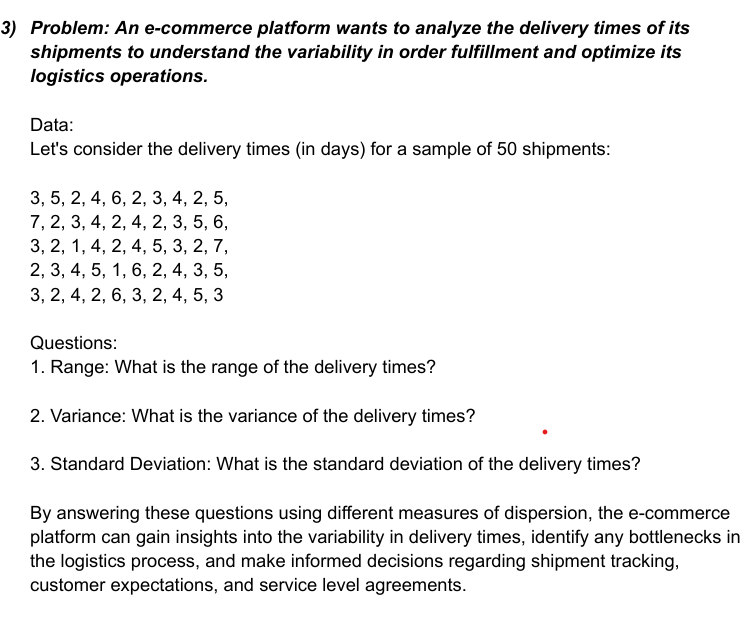 3) Problem: An e-commerce platform wants to analyze the delivery times of its
shipments to understand the variability in order fulfillment and optimize its
logistics operations.
Data:
Let's consider the delivery times (in days) for a sample of 50 shipments:
3, 5, 2, 4, 6, 2, 3, 4, 2, 5,
7, 2, 3, 4, 2, 4, 2, 3, 5, 6,
3, 2, 1, 4, 2, 4, 5, 3, 2, 7,
2, 3, 4, 5, 1, 6, 2, 4, 3, 5,
3, 2, 4, 2, 6, 3, 2, 4, 5, 3
Questions:
1. Range: What is the range of the delivery times?
2. Variance: What is the variance of the delivery times?
3. Standard Deviation: What is the standard deviation of the delivery times?
By answering these questions using different measures of dispersion, the e-commerce
platform can gain insights into the variability in delivery times, identify any bottlenecks in
the logistics process, and make informed decisions regarding shipment tracking,
customer expectations, and service level agreements.